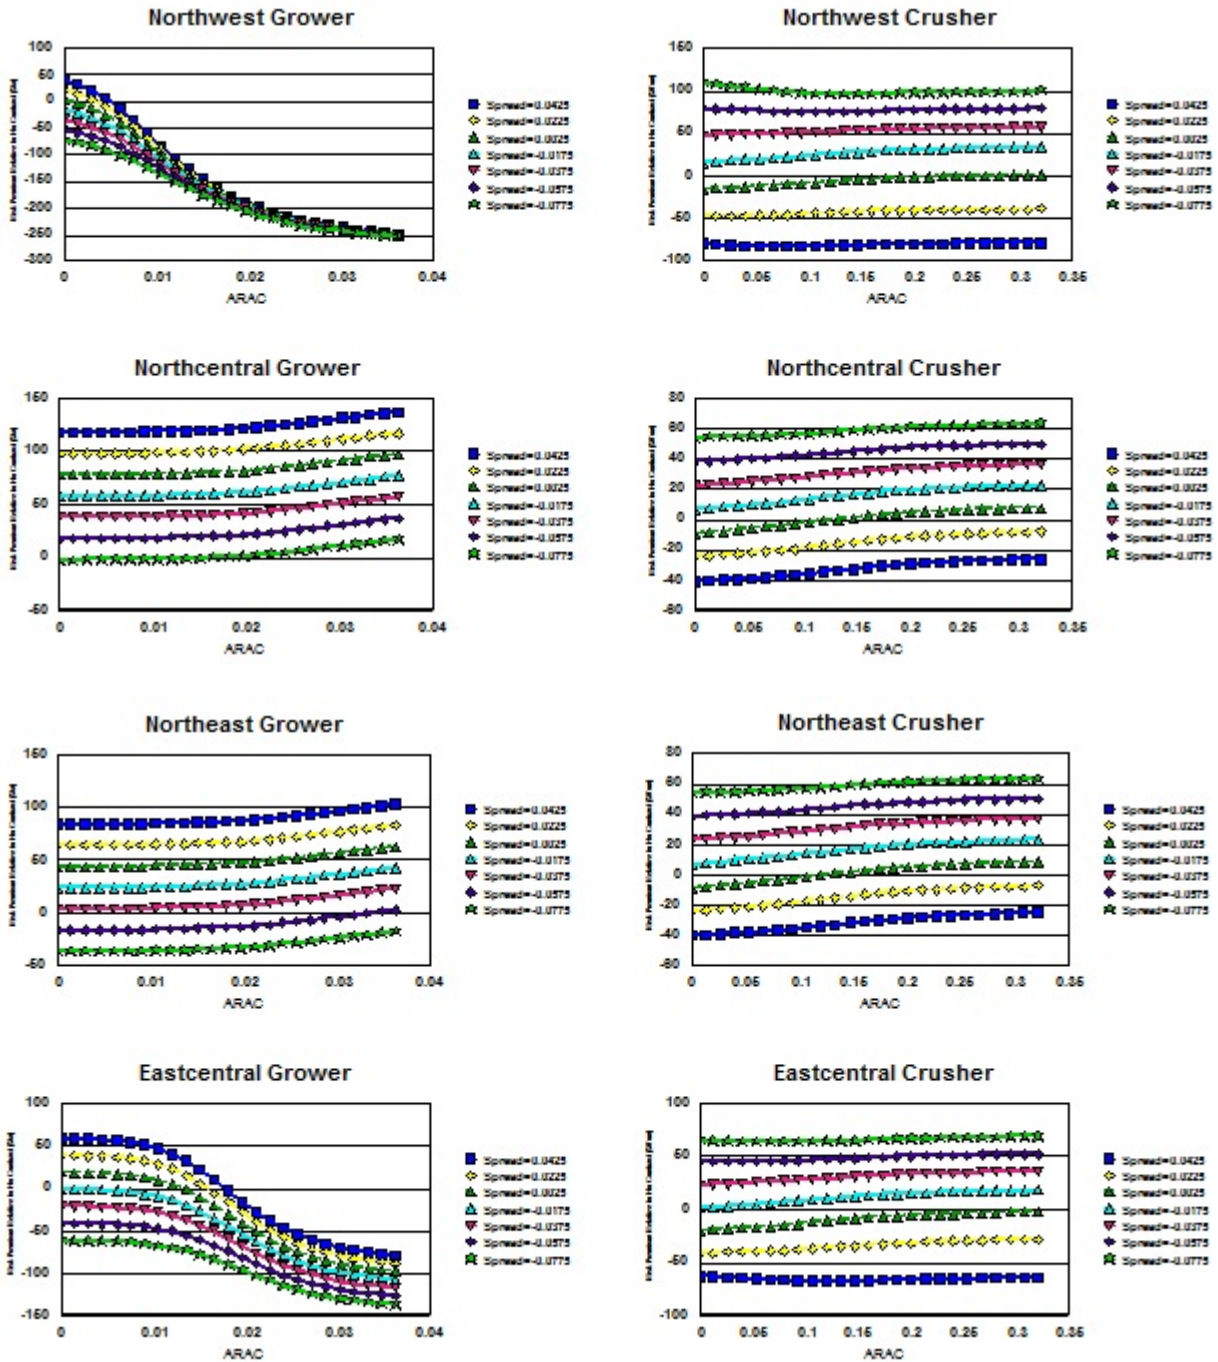 Northwest Grower
100
50
0
-50
-100
-150
-200
-250
-300
0 0.01 0.02 0.03 0.04
ARAC
Spread=0.0425
Spread=0.0225
Spread=0.0025
Spread=-0.0175
Spread=-0.0375
Spread=-0.0575
Spread=-0.0775
Northwest Crusher
150
100
50
0
-50
-100
0 0.05 0.1 0.15 0.2 0.25 0.3 0.35
ARAC
Spread=0.0425
Spread=0.0225
Spread=0.0025
Spread=-0.0175
Spread=-0.0375
Spread=-0.0575
Spread=-0.0775
Northcentral Grower
150
100
50
0
-50
0 0.01 0.02 0.03 0.04
ARAC
Spread=0.0425
Spread=0.0225
Spread=0.0025
Spread=-0.0175
Spread=-0.0375
Spread=-0.0575
Spread=-0.0775
Northcentral Crusher
80
60
40
20
0
-20
-40
-60
0 0.05 0.1 0.15 0.2 0.25 0.3 0.35
ARAC
Spread=0.0425
Spread=0.0225
Spread=0.0025
Spread=-0.0175
Spread=-0.0375
Spread=-0.0575
Spread=-0.0775
Northeast Grower
150
100
50
0
-50
0 0.01 0.02 0.03 0.04
ARAC
Spread=0.0425
Spread=0.0225
Spread=0.0025
Spread=-0.0175
Spread=-0.0375
Spread=-0.0575
Spread=-0.0775
Northeast Crusher
80
60
40
20
0
-20
-40
-60
0 0.05 0.1 0.15 0.2 0.25 0.3 0.35
ARAC
Spread=0.0425
Spread=0.0225
Spread=0.0025
Spread=-0.0175
Spread=-0.0375
Spread=-0.0575
Spread=-0.0775
Eastcentral Grower
100
50
0
-50
-100
-150
0 0.01 0.02 0.03 0.04
ARAC
Spread=0.0425
Spread=0.0225
Spread=0.0025
Spread=-0.0175
Spread=-0.0375
Spread=-0.0575
Spread=-0.0775
Eastcentral Crusher
100
50
0
-50
-100
0 0.05 0.1 0.15 0.2 0.25 0.3 0.35
ARAC
Spread=0.0425
Spread=0.0225
Spread=0.0025
Spread=-0.0175
Spread=-0.0375
Spread=-0.0575
Spread=-0.0775